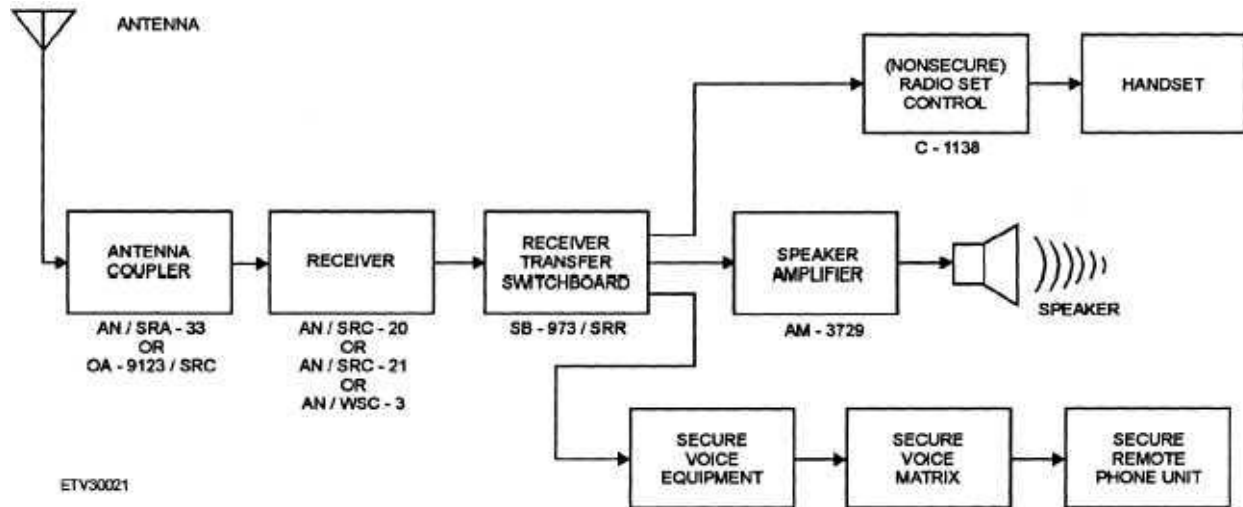 ANTENNA
(NONSECURE)
RADIO SET
CONTROL
C - 1138
HANDSET
ANTENNA
COUPLER
AN / SRA - 33
OR
OA - 9123 / SRC
RECEIVER
AN / SRC - 20
OR
AN / SRC - 21
OR
AN / WSC - 3
RECEIVER
TRANSFER
SWITCHBOARD
SB - 973 / SRR
SPEAKER
AMPLIFIER
AM - 3729
SPEAKER
SECURE
VOICE
EQUIPMENT
SECURE
VOICE
MATRIX
SECURE
REMOTE
PHONE UNIT
ETV30021